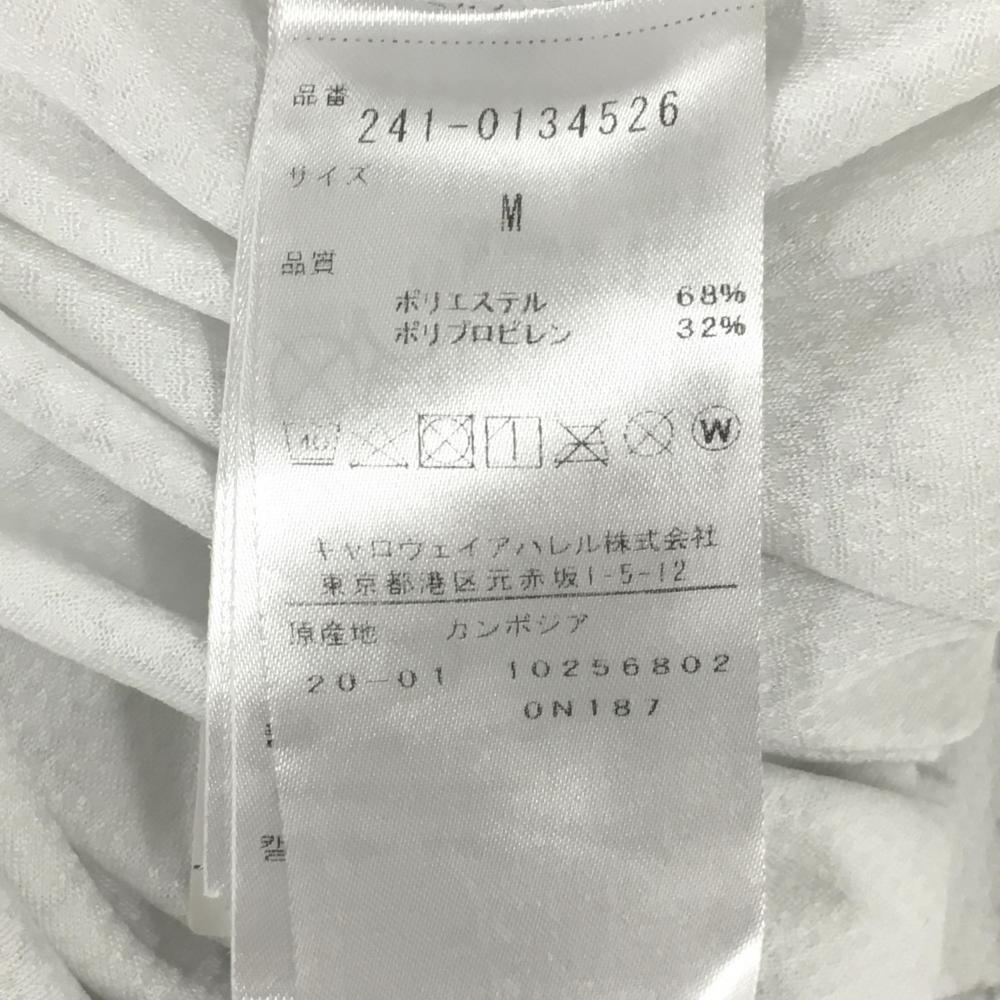 品番
241-0134526
サイズ
M
品質
ポリエステル 68%
ポリプロピレン 32%
40
W
キャロウェイアパレル株式会社
東京都港区元赤坂1-5-12
原産地 カンボジア
20-01 10256802
0N187